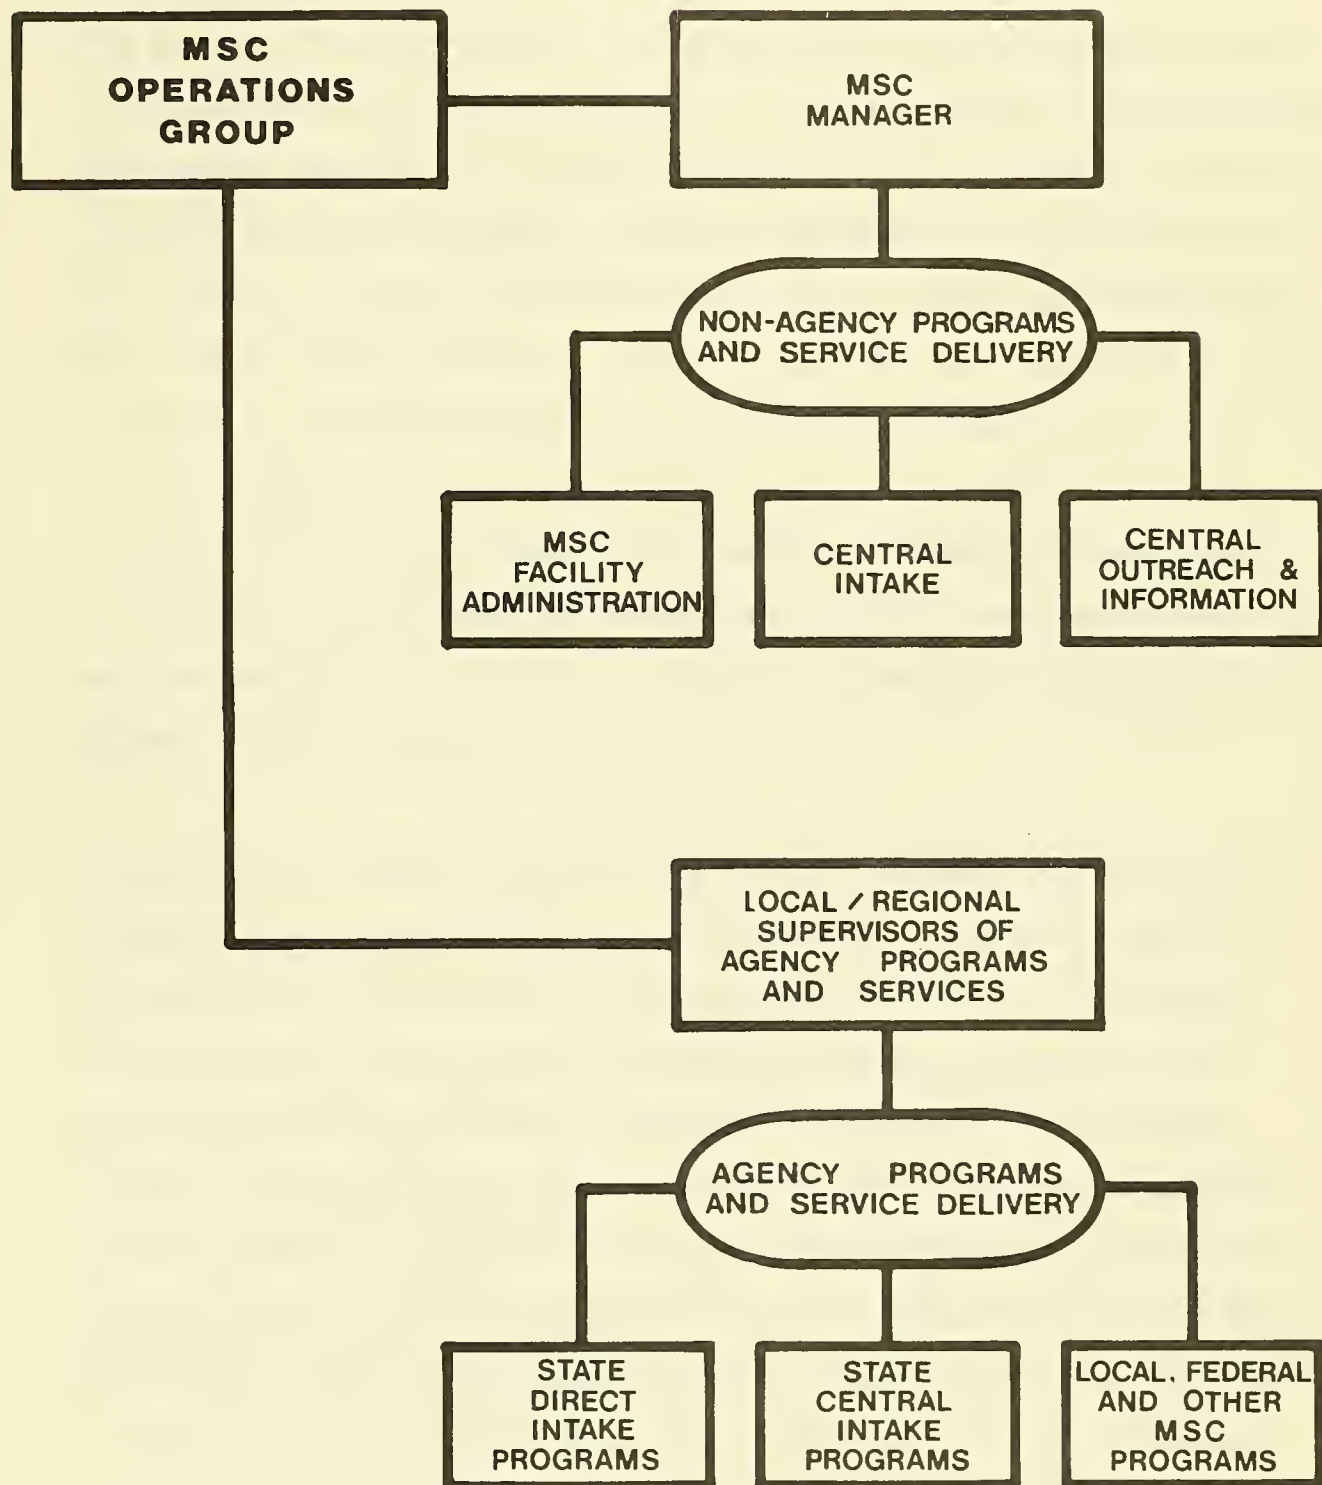 MSC
OPERATIONS
GROUP
MSC
MANAGER
NON-AGENCY PROGRAMS
AND SERVICE DELIVERY
MSC
FACILITY
ADMINISTRATION
CENTRAL
INTAKE
CENTRAL
OUTREACH &
INFORMATION
LOCAL / REGIONAL
SUPERVISORS OF
AGENCY PROGRAMS
AND SERVICES
AGENCY PROGRAMS
AND SERVICE DELIVERY
STATE
DIRECT
INTAKE
PROGRAMS
STATE
CENTRAL
INTAKE
PROGRAMS
LOCAL, FEDERAL
AND OTHER
MSC
PROGRAMS